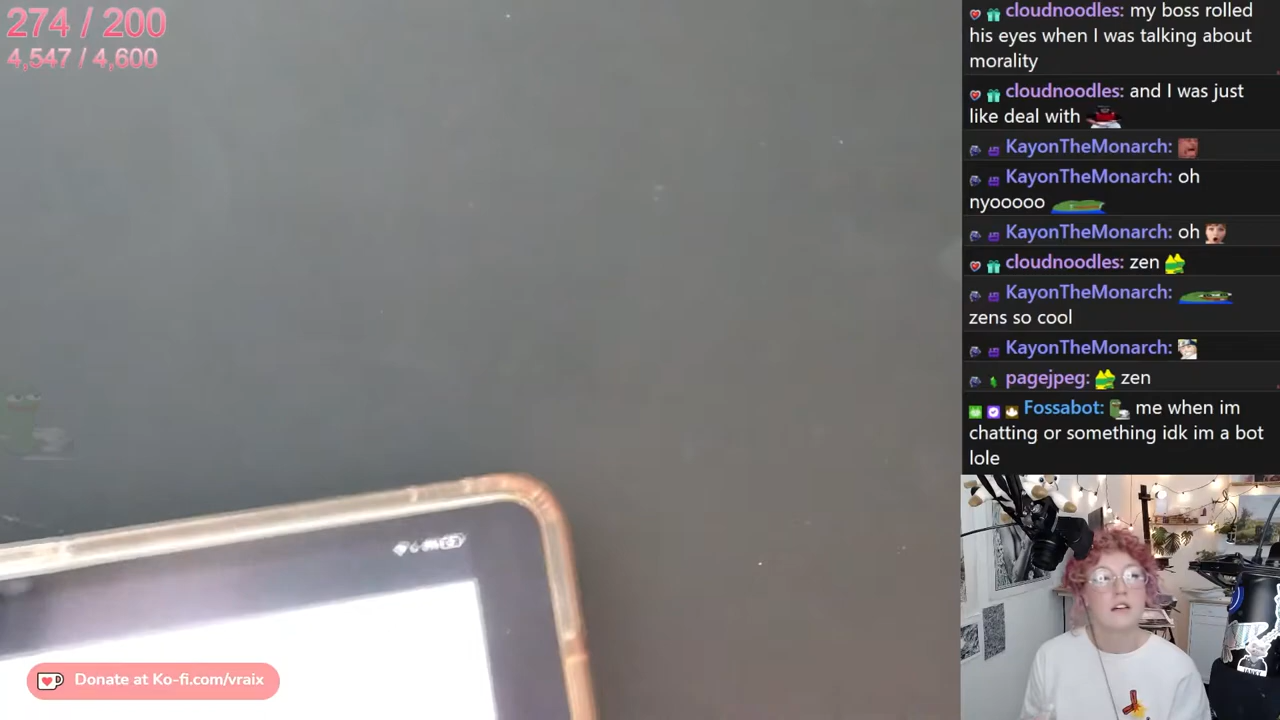 274 / 200
4,547 / 4,600
cloudnoodles: my boss rolled
his eyes when I was talking about
morality
cloudnoodles: and I was just
like deal with
KayonTheMonarch:
KayonTheMonarch: oh
nyooooo
KayonTheMonarch: oh
cloudnoodles: zen
KayonTheMonarch:
zens so cool
KayonTheMonarch:
pagejpeg: zen
Fossabot: me when im
chatting or something idk im a bot
lole
Donate at Ko-fi.com/vraix